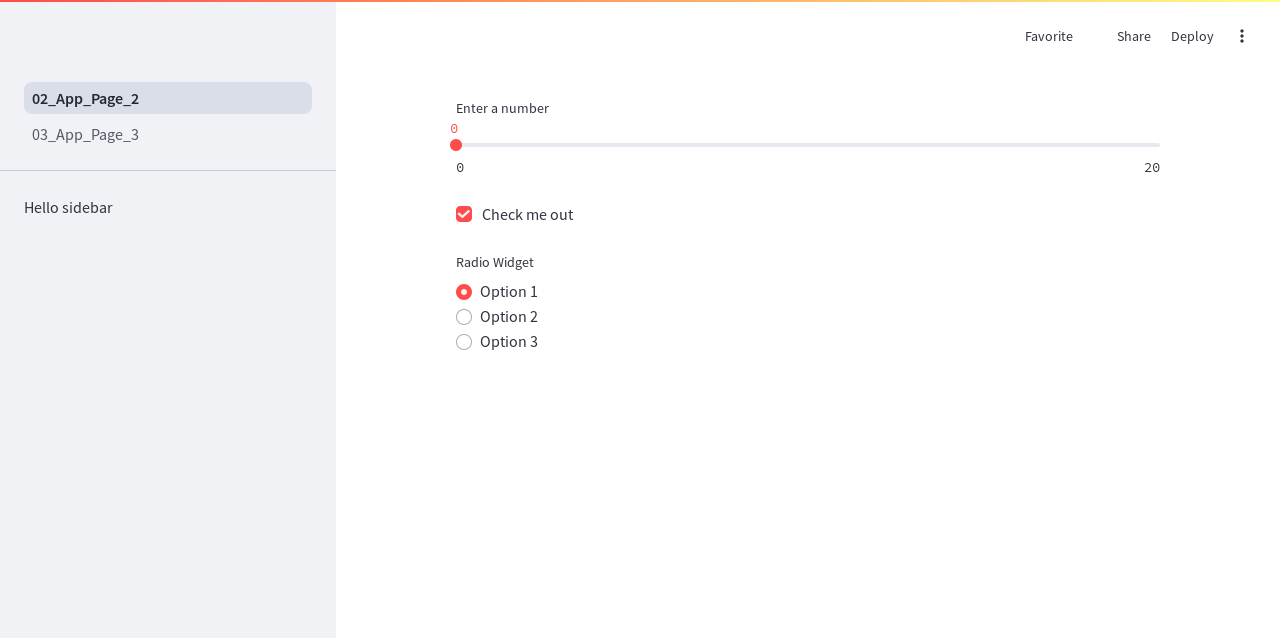 Favorite Share Deploy
02_App_Page_2
03_App_Page_3
Hello sidebar
Enter a number
0
0 20
Check me out
Radio Widget
Option 1
Option 2
Option 3